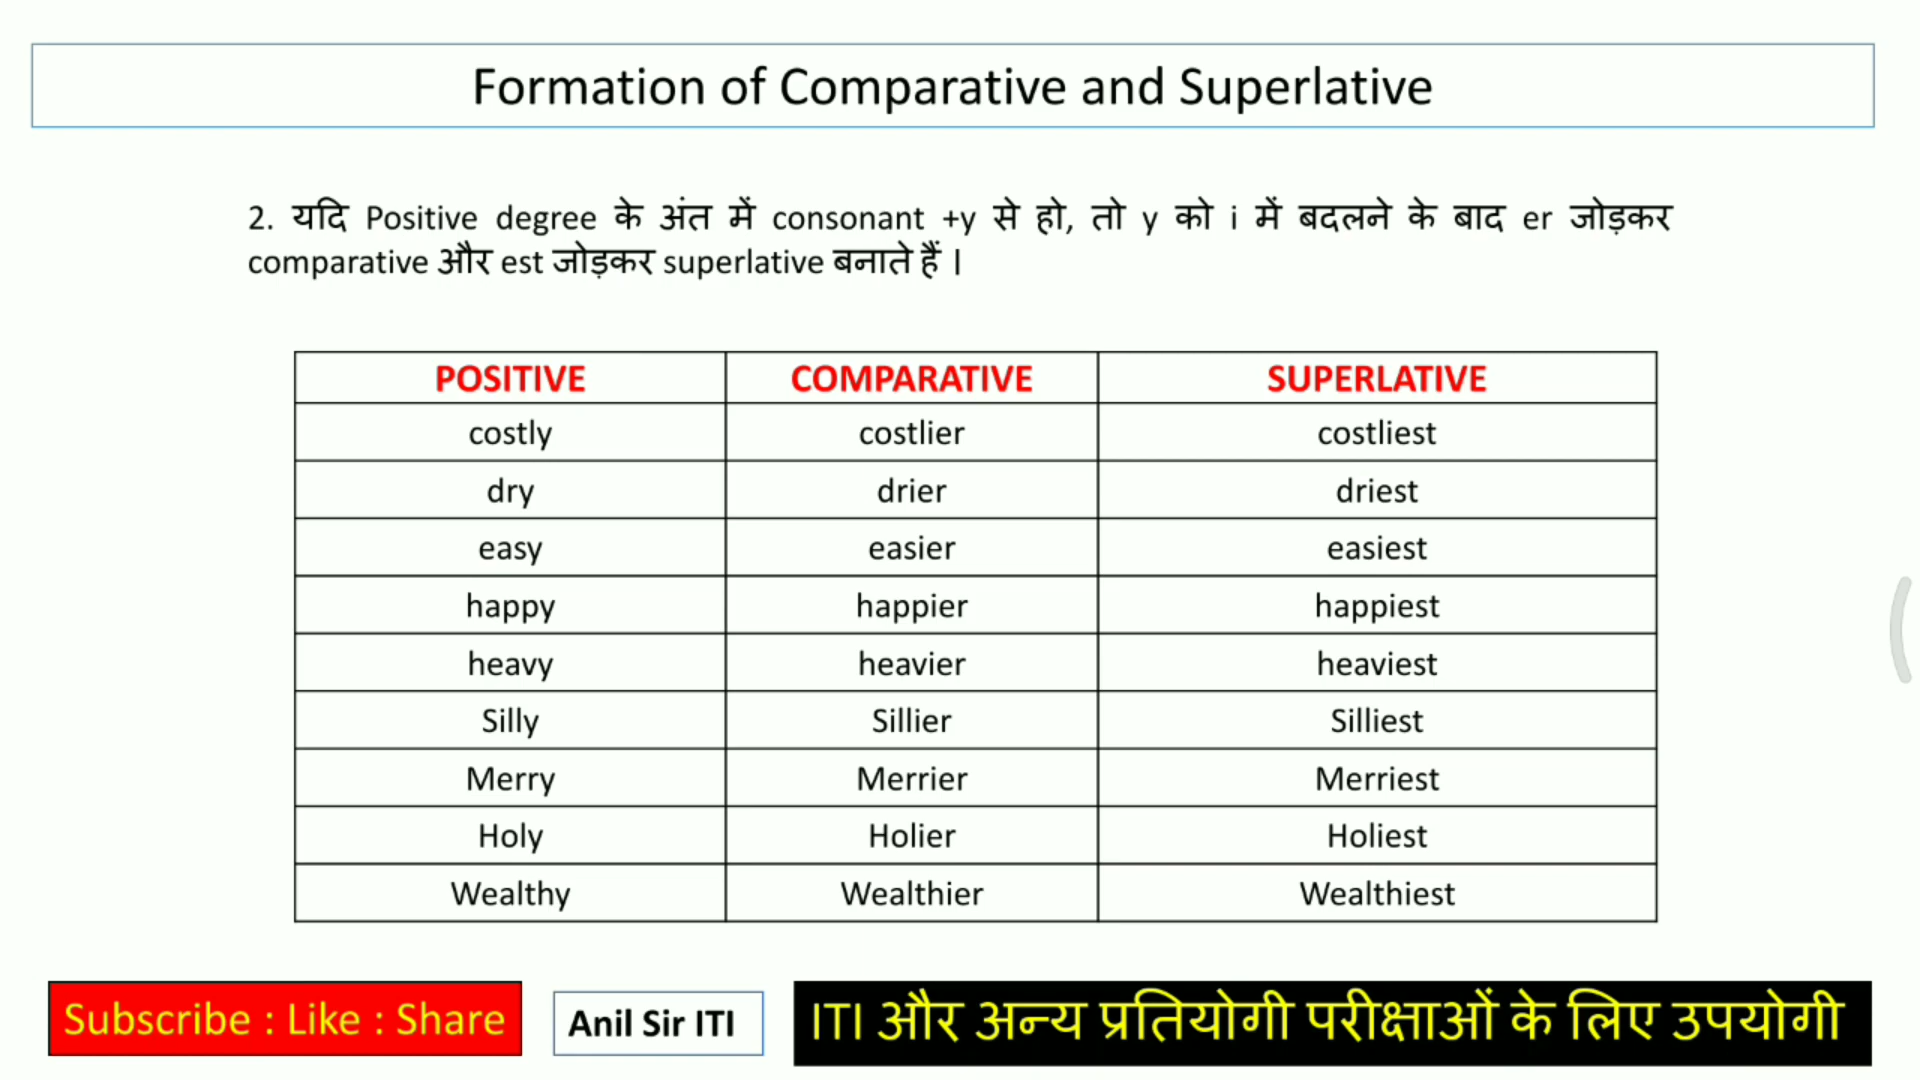 Formation of Comparative and Superlative
2. यदि Positive degree के अंत में consonant +y से हो, तो y को i में बदलने के बाद er जोड़कर
comparative और est जोड़कर superlative बनाते हैं ।
POSITIVE COMPARATIVE SUPERLATIVE
costly costlier costliest
dry drier driest
easy easier easiest
happy happier happiest
heavy heavier heaviest
Silly Sillier Silliest
Merry Merrier Merriest
Holy Holier Holiest
Wealthy Wealthier Wealthiest
Subscribe : Like : Share Anil Sir ITI ITI और अन्य प्रतियोगी परीक्षाओं के लिए उपयोगी